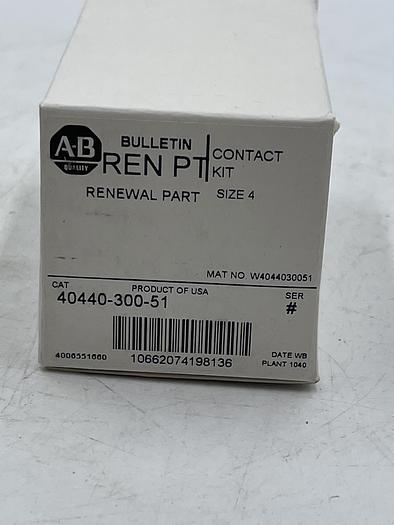 A-B
QUALITY
BULLETIN
REN PT
CONTACT
KIT
RENEWAL PART
SIZE 4
MAT NO. W4044030051
PRODUCT OF USA
CAT
SER
40440-300-51
#
4006551660
10662074198136
DATE WB
PLANT 1040